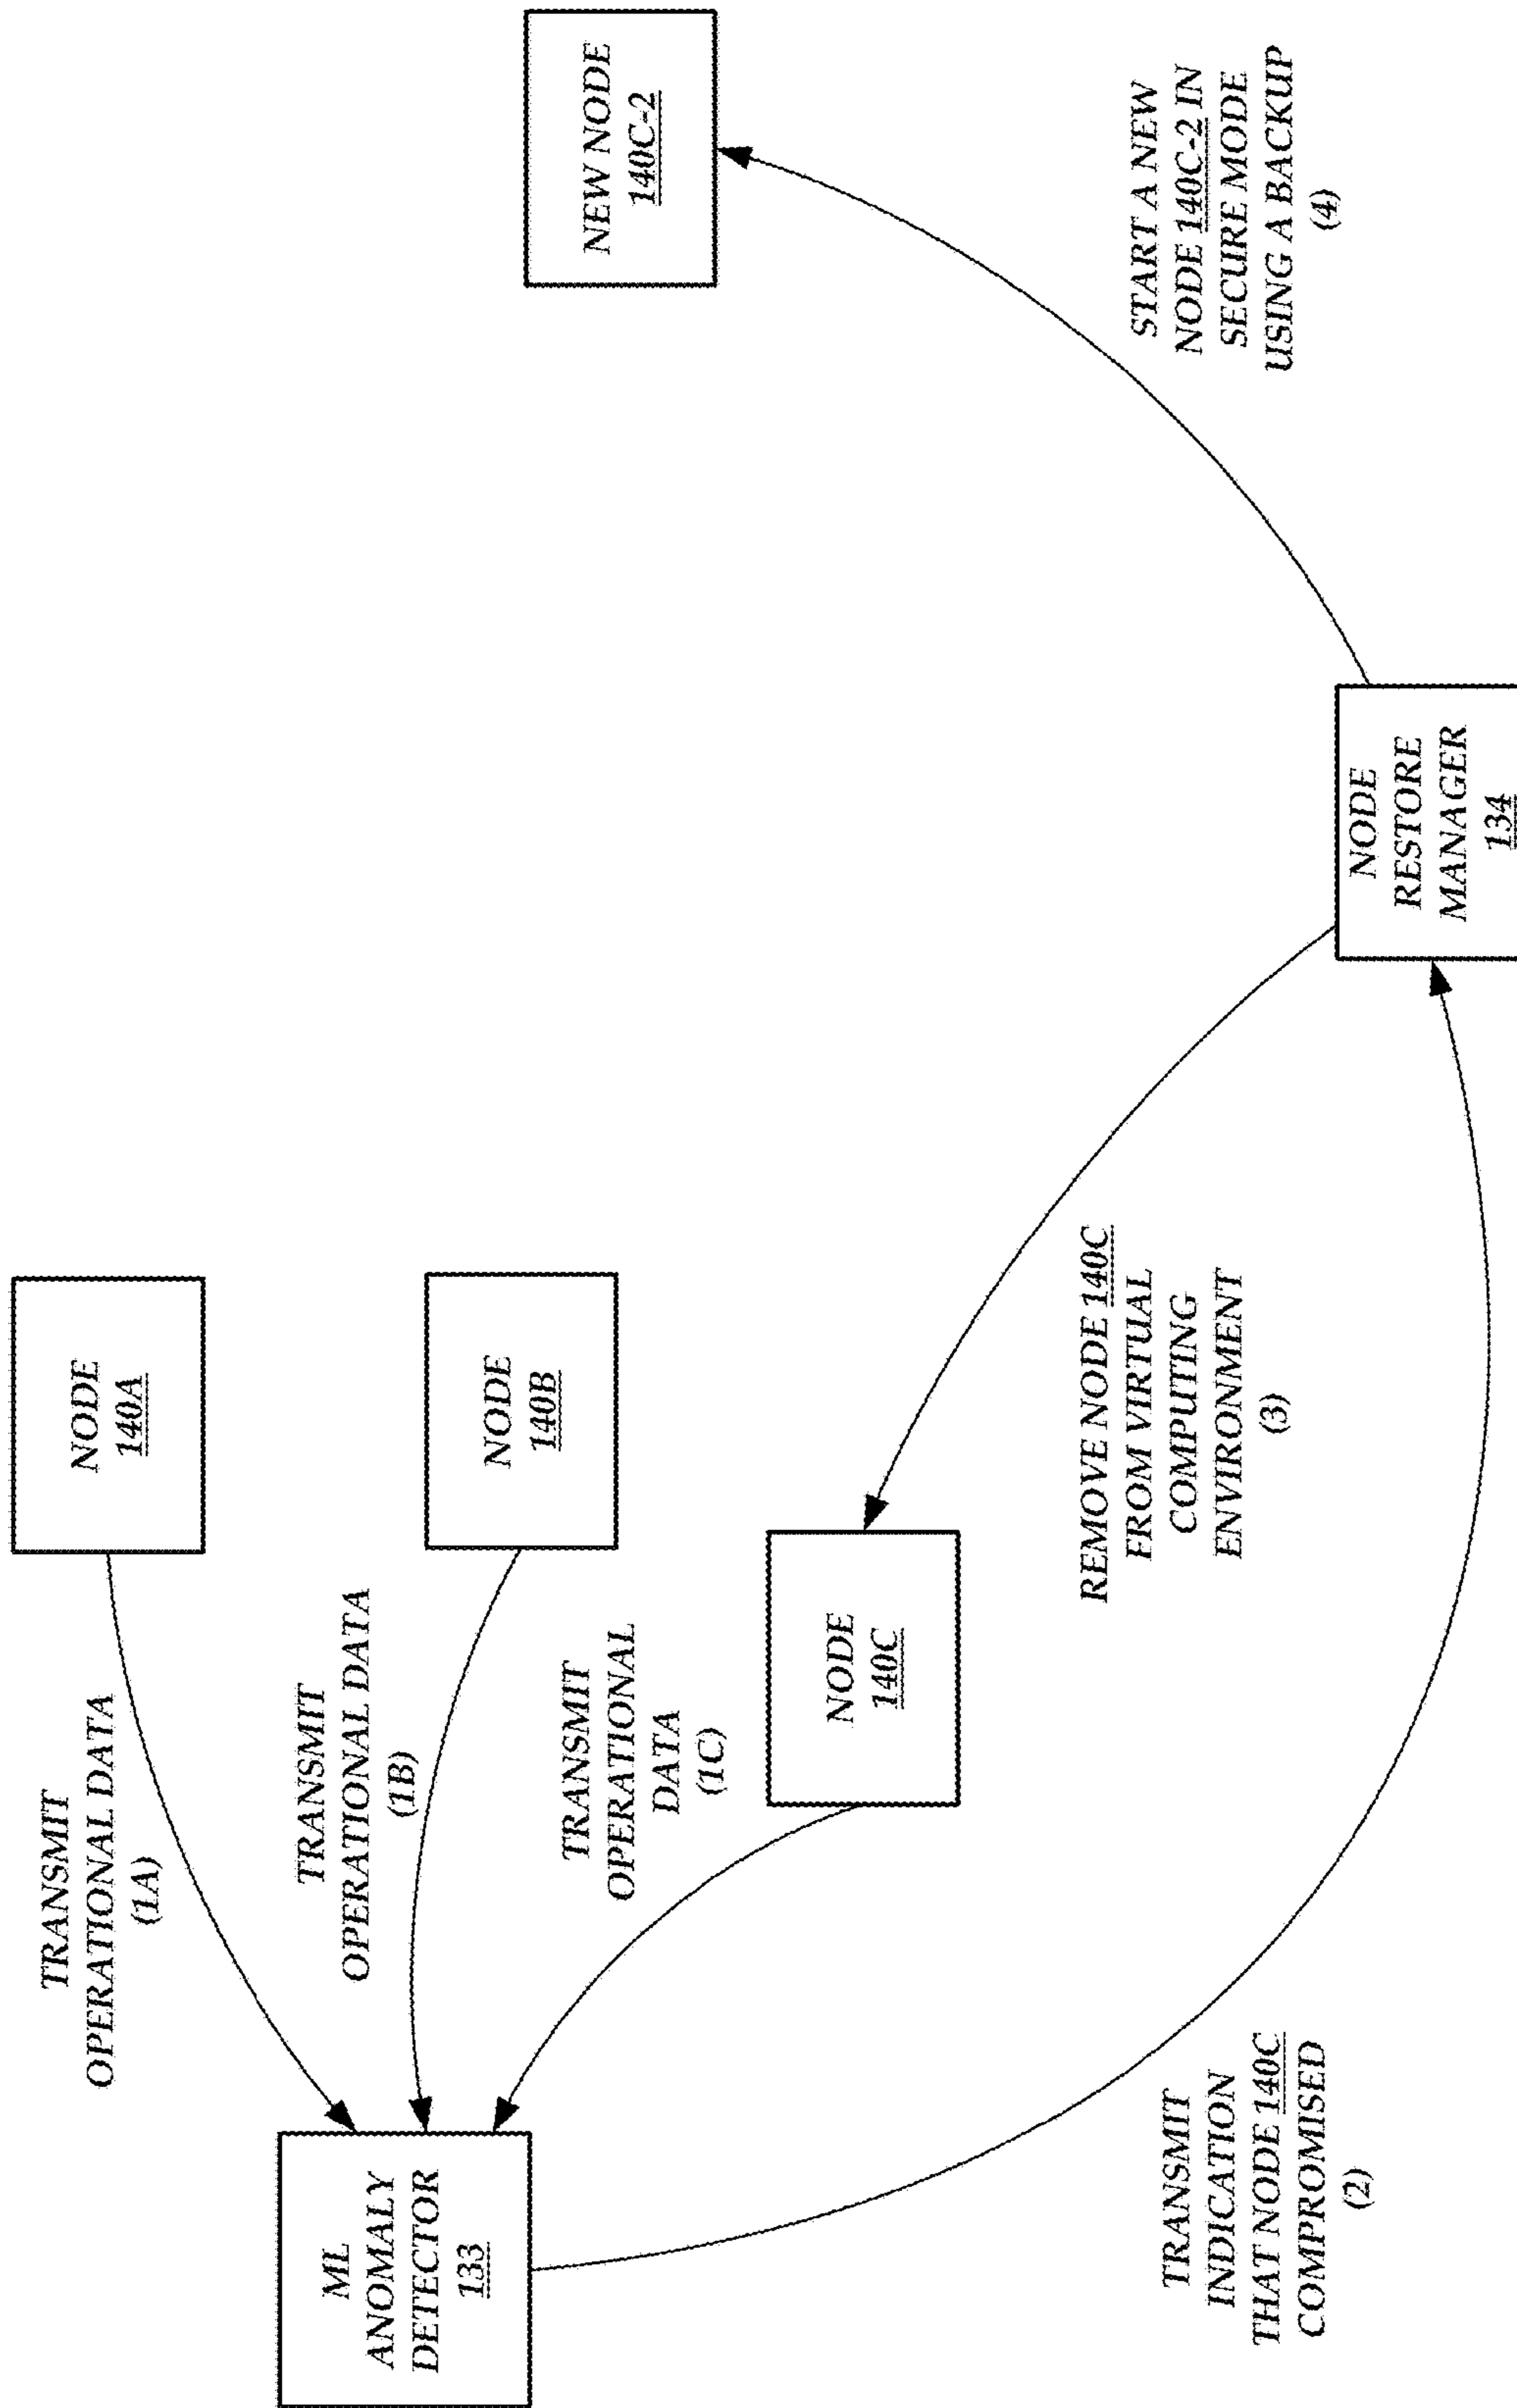 ML
ANOMALY
DETECTOR
133
TRANSMIT
OPERATIONAL DATA
(1A)
NODE
140A
TRANSMIT
OPERATIONAL DATA
(1B)
NODE
140B
TRANSMIT
OPERATIONAL
DATA
(1C)
NODE
140C
TRANSMIT
INDICATION
THAT NODE 140C
COMPROMISED
(2)
REMOVE NODE 140C
FROM VIRTUAL
COMPUTING
ENVIRONMENT
(3)
NODE
RESTORE
MANAGER
134
START A NEW
NODE 140C-2 IN
SECURE MODE
USING A BACKUP
(4)
NEW NODE
140C-2